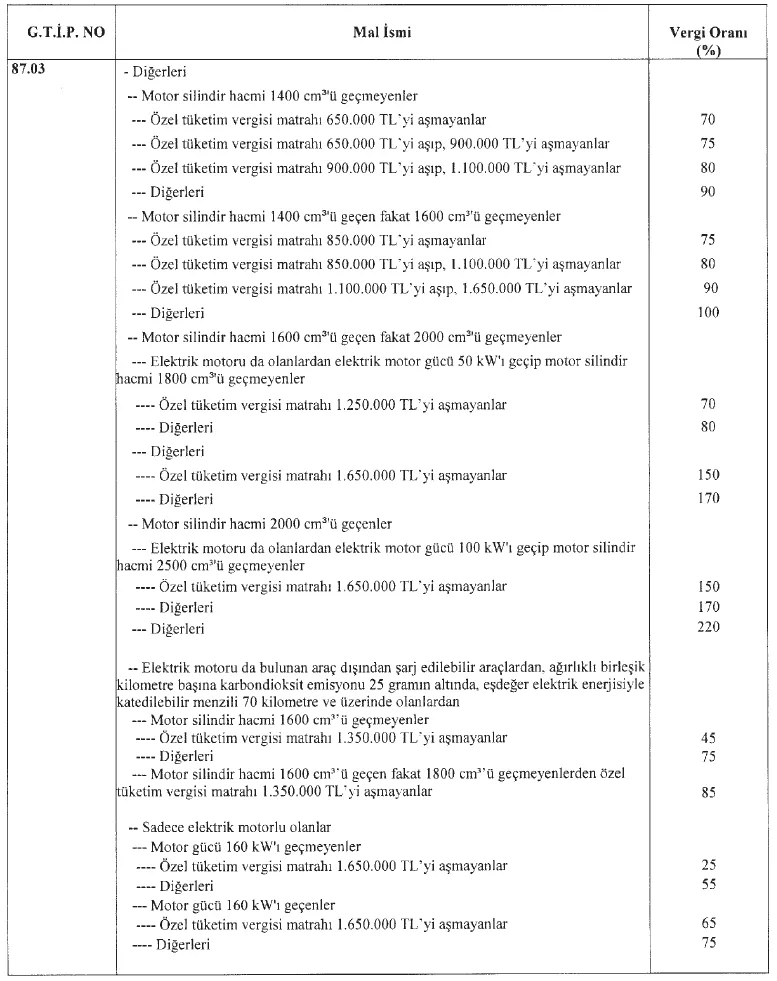 G.T.İ.P. NO Mal İsmi Vergi Oranı
(%)
87.03 - Diğerleri
-- Motor silindir hacmi 1400 cm³'ü geçmeyenler
--- Özel tüketim vergisi matrahı 650.000 TL'yi aşmayanlar 70
--- Özel tüketim vergisi matrahı 650.000 TL'yi aşıp, 900.000 TL'yi aşmayanlar 75
--- Özel tüketim vergisi matrahı 900.000 TL'yi aşıp, 1.100.000 TL'yi aşmayanlar 80
--- Diğerleri 90
-- Motor silindir hacmi 1400 cm³'ü geçen fakat 1600 cm³'ü geçmeyenler
--- Özel tüketim vergisi matrahı 850.000 TL'yi aşmayanlar 75
--- Özel tüketim vergisi matrahı 850.000 TL'yi aşıp, 1.100.000 TL'yi aşmayanlar 80
--- Özel tüketim vergisi matrahı 1.100.000 TL'yi aşıp, 1.650.000 TL'yi aşmayanlar 90
--- Diğerleri 100
-- Motor silindir hacmi 1600 cm³'ü geçen fakat 2000 cm³'ü geçmeyenler
--- Elektrik motoru da olanlardan elektrik motor gücü 50 kW'ı geçip motor silindir
hacmi 1800 cm³'ü geçmeyenler
---- Özel tüketim vergisi matrahı 1.250.000 TL'yi aşmayanlar 70
---- Diğerleri 80
--- Diğerleri
---- Özel tüketim vergisi matrahı 1.650.000 TL'yi aşmayanlar 150
---- Diğerleri 170
-- Motor silindir hacmi 2000 cm³'ü geçenler
--- Elektrik motoru da olanlardan elektrik motor gücü 100 kW'ı geçip motor silindir
hacmi 2500 cm³'ü geçmeyenler
---- Özel tüketim vergisi matrahı 1.650.000 TL'yi aşmayanlar 150
---- Diğerleri 170
--- Diğerleri 220
-- Elektrik motoru da bulunan araç dışından şarj edilebilir araçlardan, ağırlıklı birleşik
kilometre başına karbondioksit emisyonu 25 gramın altında, eşdeğer elektrik enerjisiyle
katedilebilir menzili 70 kilometre ve üzerinde olanlardan
--- Motor silindir hacmi 1600 cm³'ü geçmeyenler
---- Özel tüketim vergisi matrahı 1.350.000 TL'yi aşmayanlar 45
---- Diğerleri 75
--- Motor silindir hacmi 1600 cm³'ü geçen fakat 1800 cm³'ü geçmeyenlerden özel
tüketim vergisi matrahı 1.350.000 TL'yi aşmayanlar 85
-- Sadece elektrik motorlu olanlar
--- Motor gücü 160 kW'ı geçmeyenler
---- Özel tüketim vergisi matrahı 1.650.000 TL'yi aşmayanlar 25
---- Diğerleri 55
--- Motor gücü 160 kW'ı geçenler
---- Özel tüketim vergisi matrahı 1.650.000 TL'yi aşmayanlar 65
---- Diğerleri 75